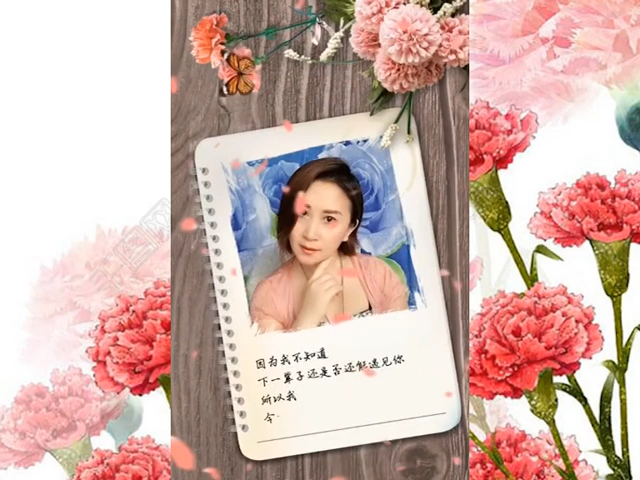 因为我不知道
下一辈子还是否还能遇见你
所以我
今